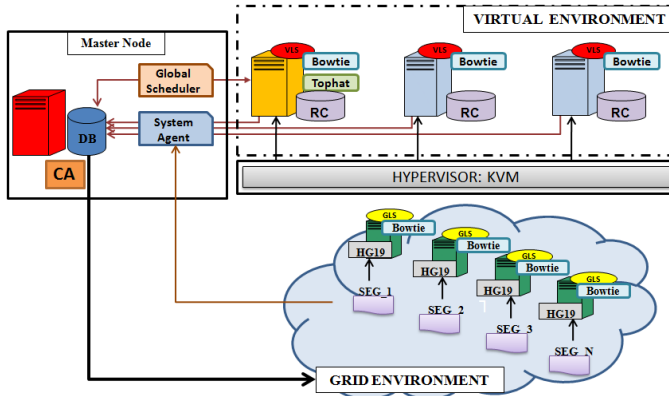 VIRTUAL ENVIRONMENT
Master Node
VLS
Bowtie
Tophat
RC
VLS
Bowtie
RC
VLS
Bowtie
RC
Global
Scheduler
System
Agent
DB
CA
HYPERVISOR: KVM
GLS
Bowtie
HG19
SEG_1
GLS
Bowtie
HG19
SEG_2
GLS
Bowtie
HG19
SEG_3
GLS
Bowtie
HG19
SEG_N
GRID ENVIRONMENT